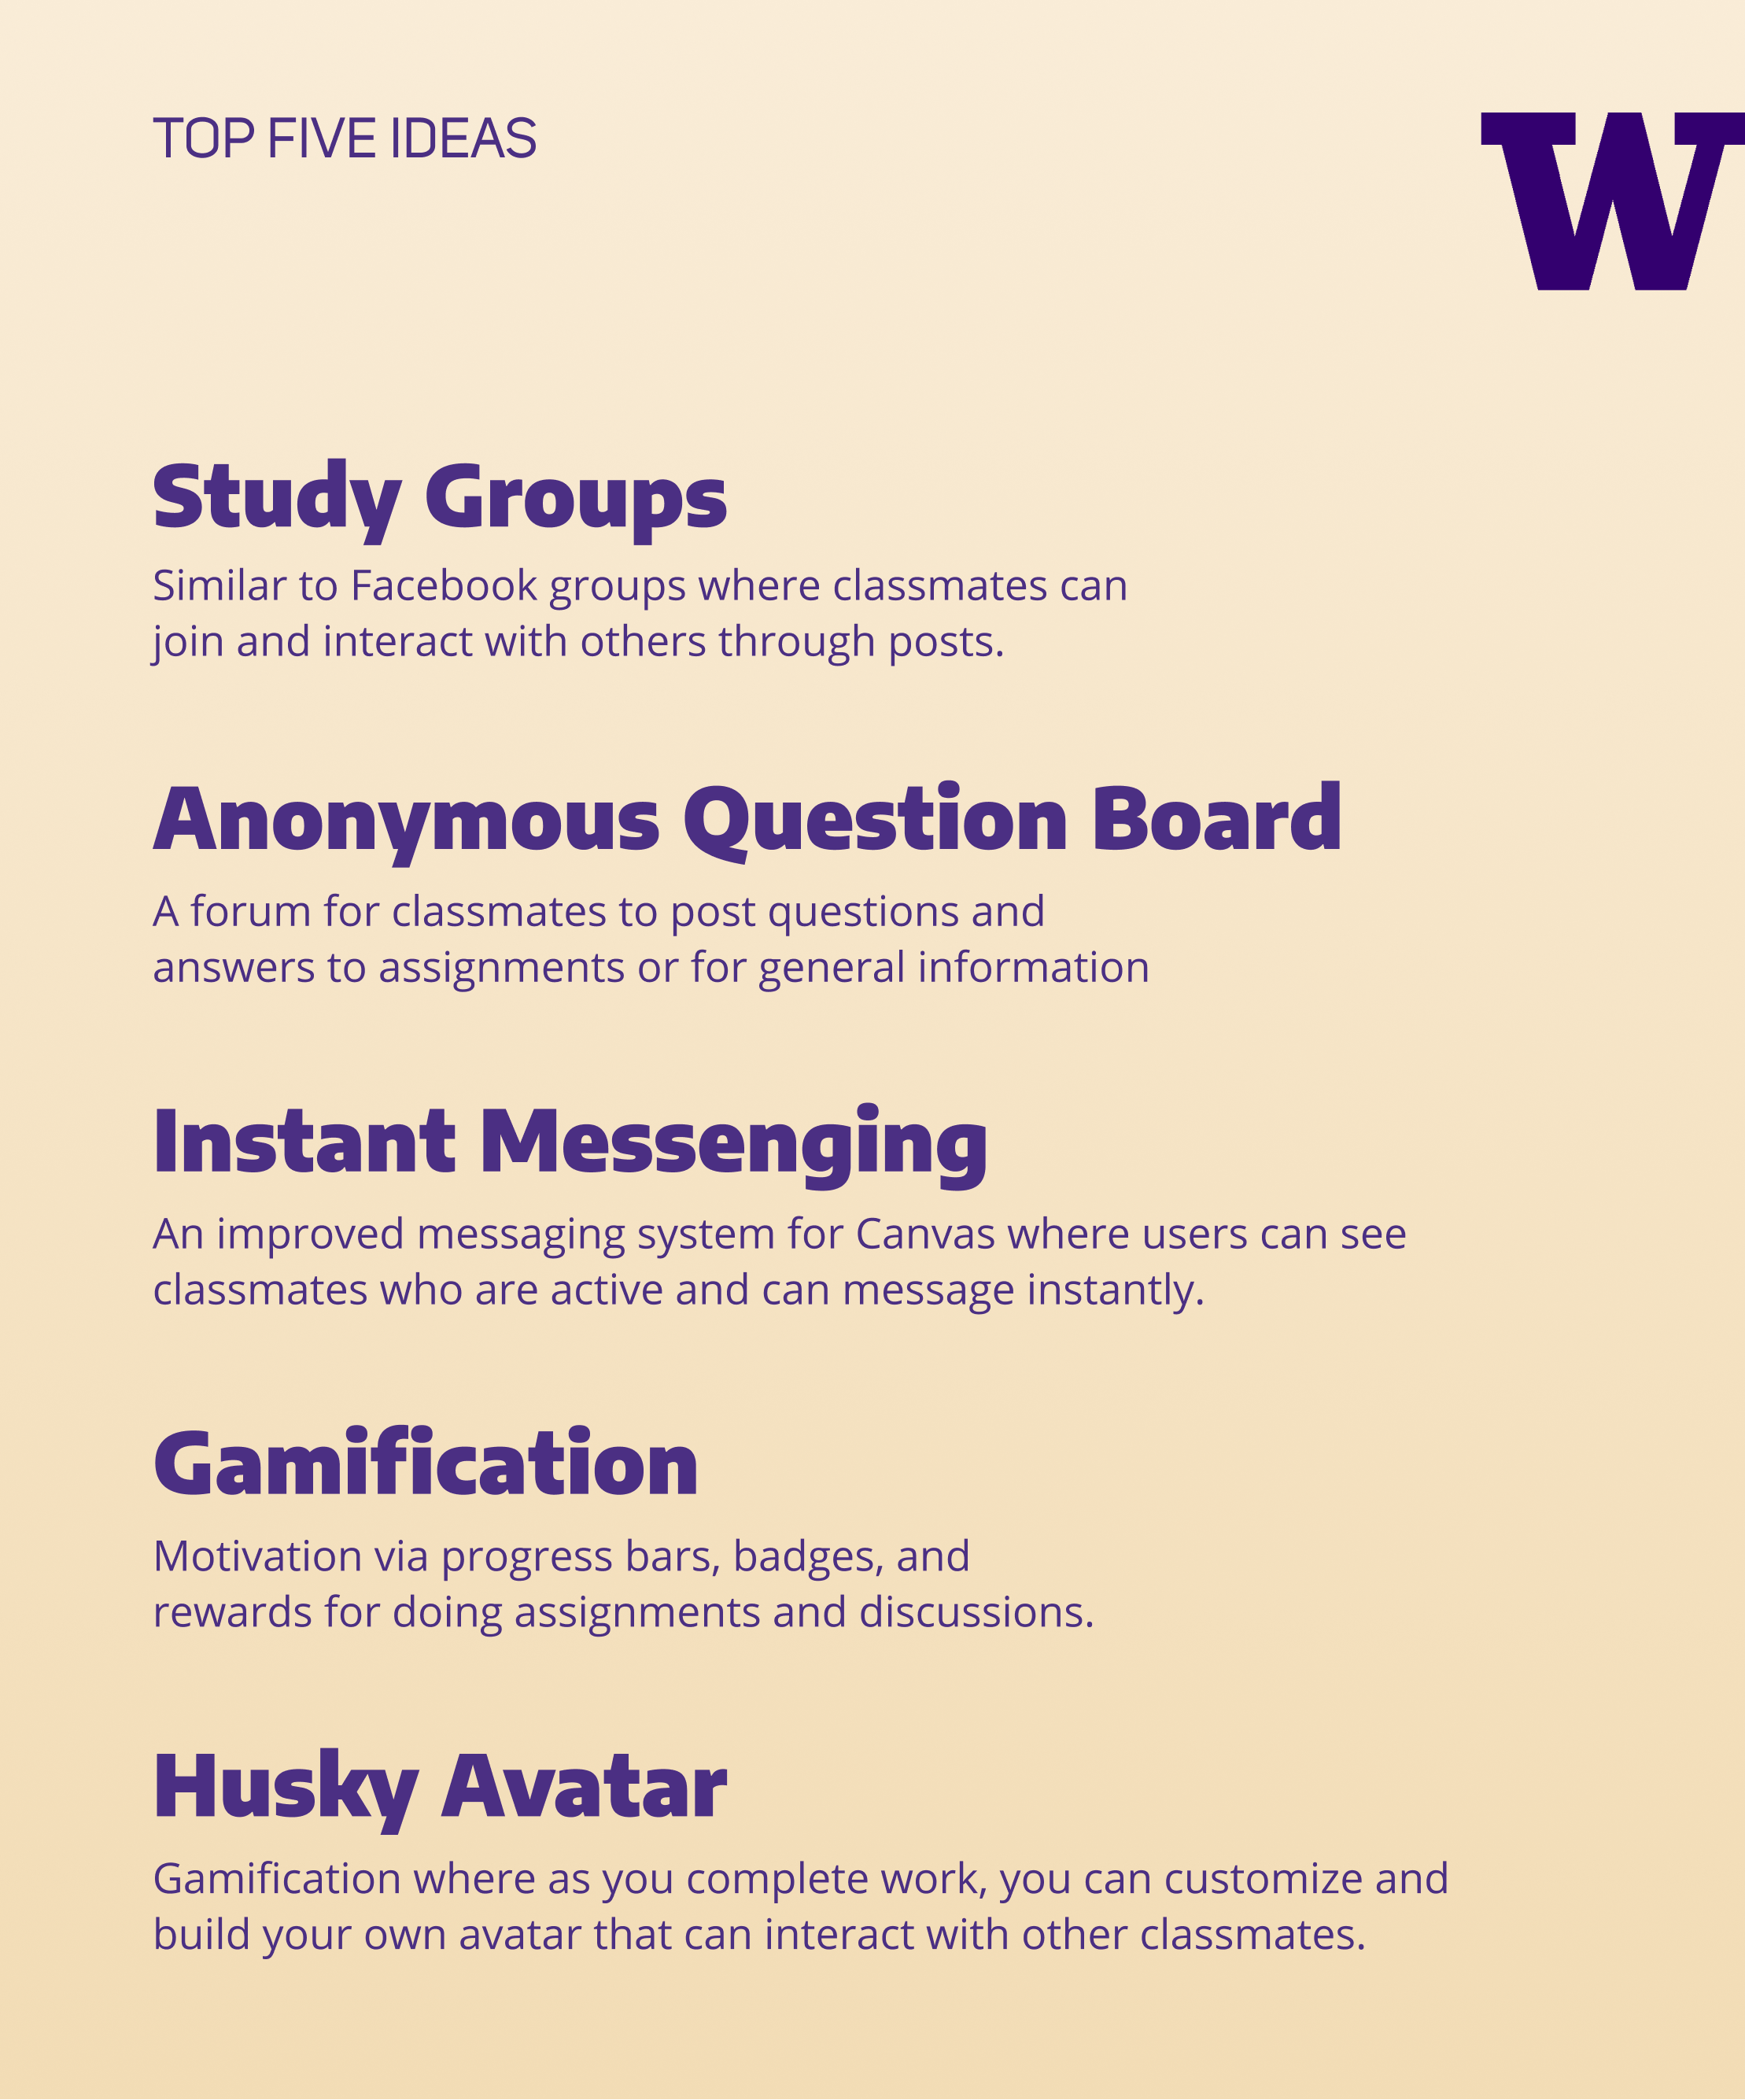 TOP FIVE IDEAS
W
Study Groups
Similar to Facebook groups where classmates can
join and interact with others through posts.
Anonymous Question Board
A forum for classmates to post questions and
answers to assignments or for general information
Instant Messenging
An improved messaging system for Canvas where users can see
classmates who are active and can message instantly.
Gamification
Motivation via progress bars, badges, and
rewards for doing assignments and discussions.
Husky Avatar
Gamification where as you complete work, you can customize and
build your own avatar that can interact with other classmates.